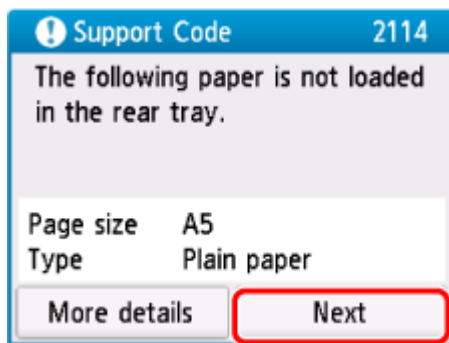 Support Code 2114
The following paper is not loaded
in the rear tray.
Page size A5
Type Plain paper
More details Next